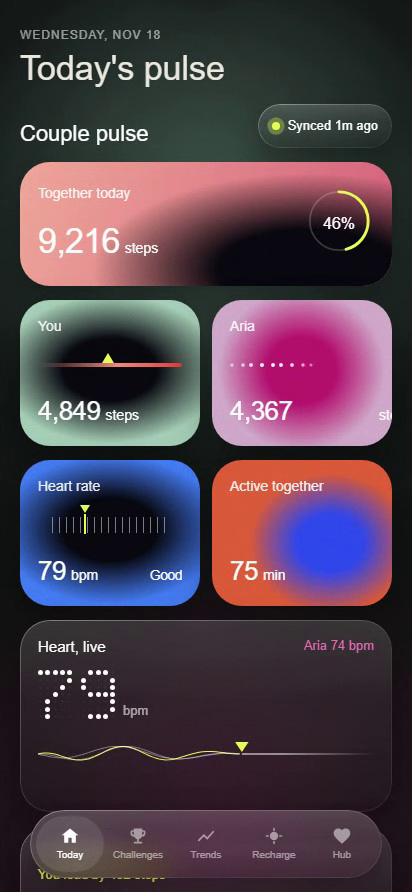 WEDNESDAY, NOV 18
Today's pulse
Couple pulse
Synced 1m ago
Together today
9,216 steps
46%
You
Aria
4,849 steps
4,367 st
Heart rate
Active together
79 bpm
Good
75 min
Heart, live
Aria 74 bpm
79 bpm
Today
Challenges
Trends
Recharge
Hub